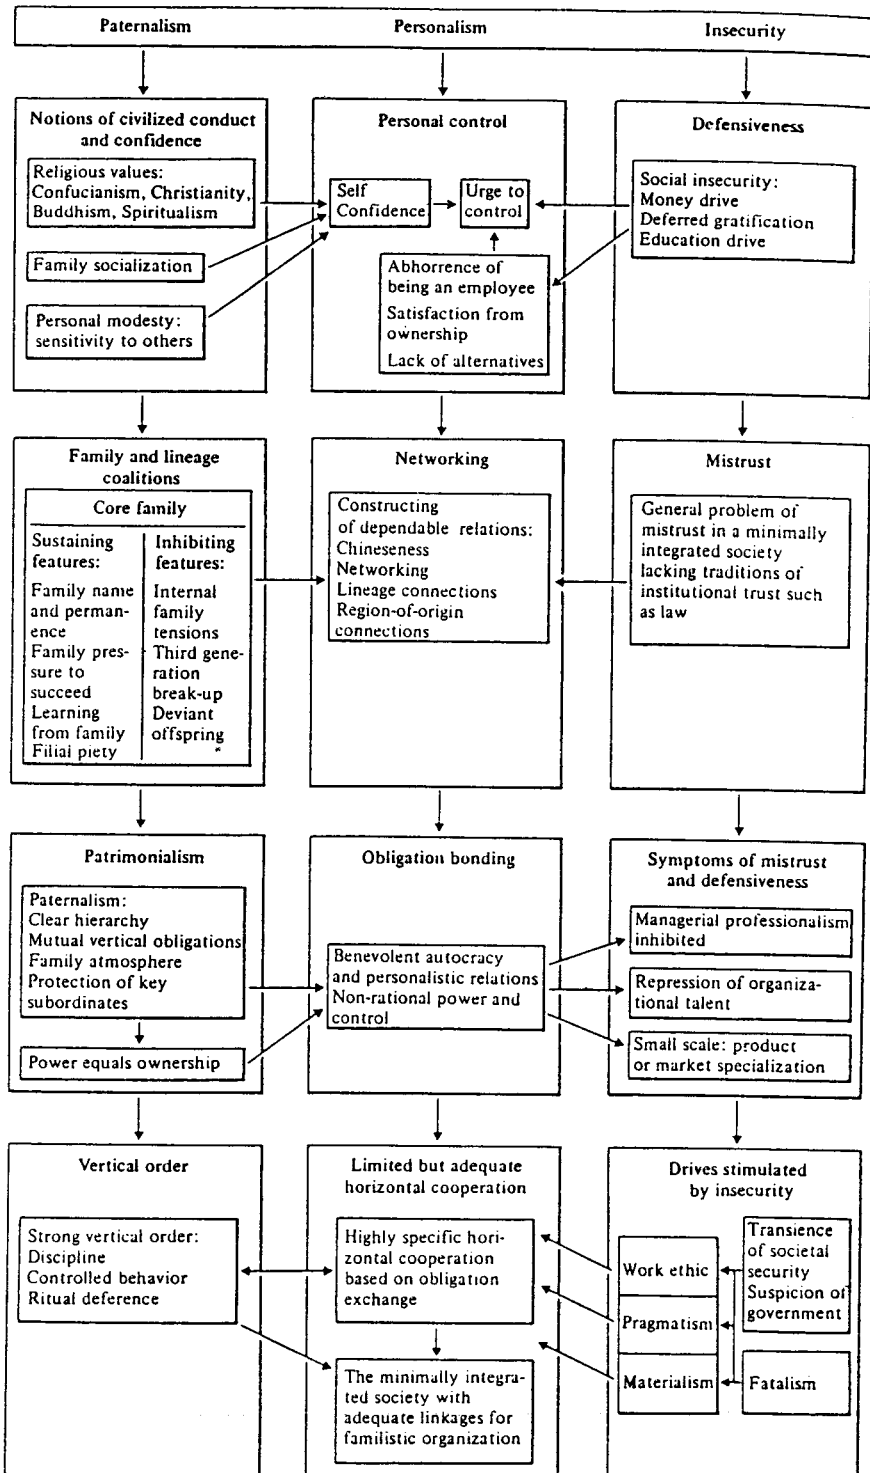 Paternalism
Personalism
Insecurity
Notions of civilized conduct
and confidence
Religious values:
Confucianism, Christianity,
Buddhism, Spiritualism
Family socialization
Personal modesty:
sensitivity to others
Personal control
Self
Confidence
Urge to
control
Abhorrence of
being an employee
Satisfaction from
ownership
Lack of alternatives
Defensiveness
Social insecurity:
Money drive
Deferred gratification
Education drive
Family and lineage
coalitions
Core family
Sustaining
features:
Family name
and perman-
ence
Family pres-
sure to
succeed
Learning
from family
Filial piety
Inhibiting
features:
Internal
family
tensions
Third gene-
ration
break-up
Deviant
offspring
Networking
Constructing
of dependable relations:
Chineseness
Networking
Lineage connections
Region-of-origin
connections
Mistrust
General problem of
mistrust in a minimally
integrated society
lacking traditions of
institutional trust such
as law
Patrimonialism
Paternalism:
Clear hierarchy
Mutual vertical obligations
Family atmosphere
Protection of key
subordinates
Power equals ownership
Obligation bonding
Benevolent autocracy
and personalistic relations
Non-rational power and
control
Symptoms of mistrust
and defensiveness
Managerial professionalism
inhibited
Repression of organiza-
tional talent
Small scale: product
or market specialization
Vertical order
Strong vertical order:
Discipline
Controlled behavior
Ritual deference
Limited but adequate
horizontal cooperation
Highly specific hori-
zontal cooperation
based on obligation
exchange
The minimally integra-
ted society with
adequate linkages for
familistic organization
Drives stimulated
by insecurity
Work ethic
Pragmatism
Materialism
Transience
of societal
security
Suspicion of
government
Fatalism